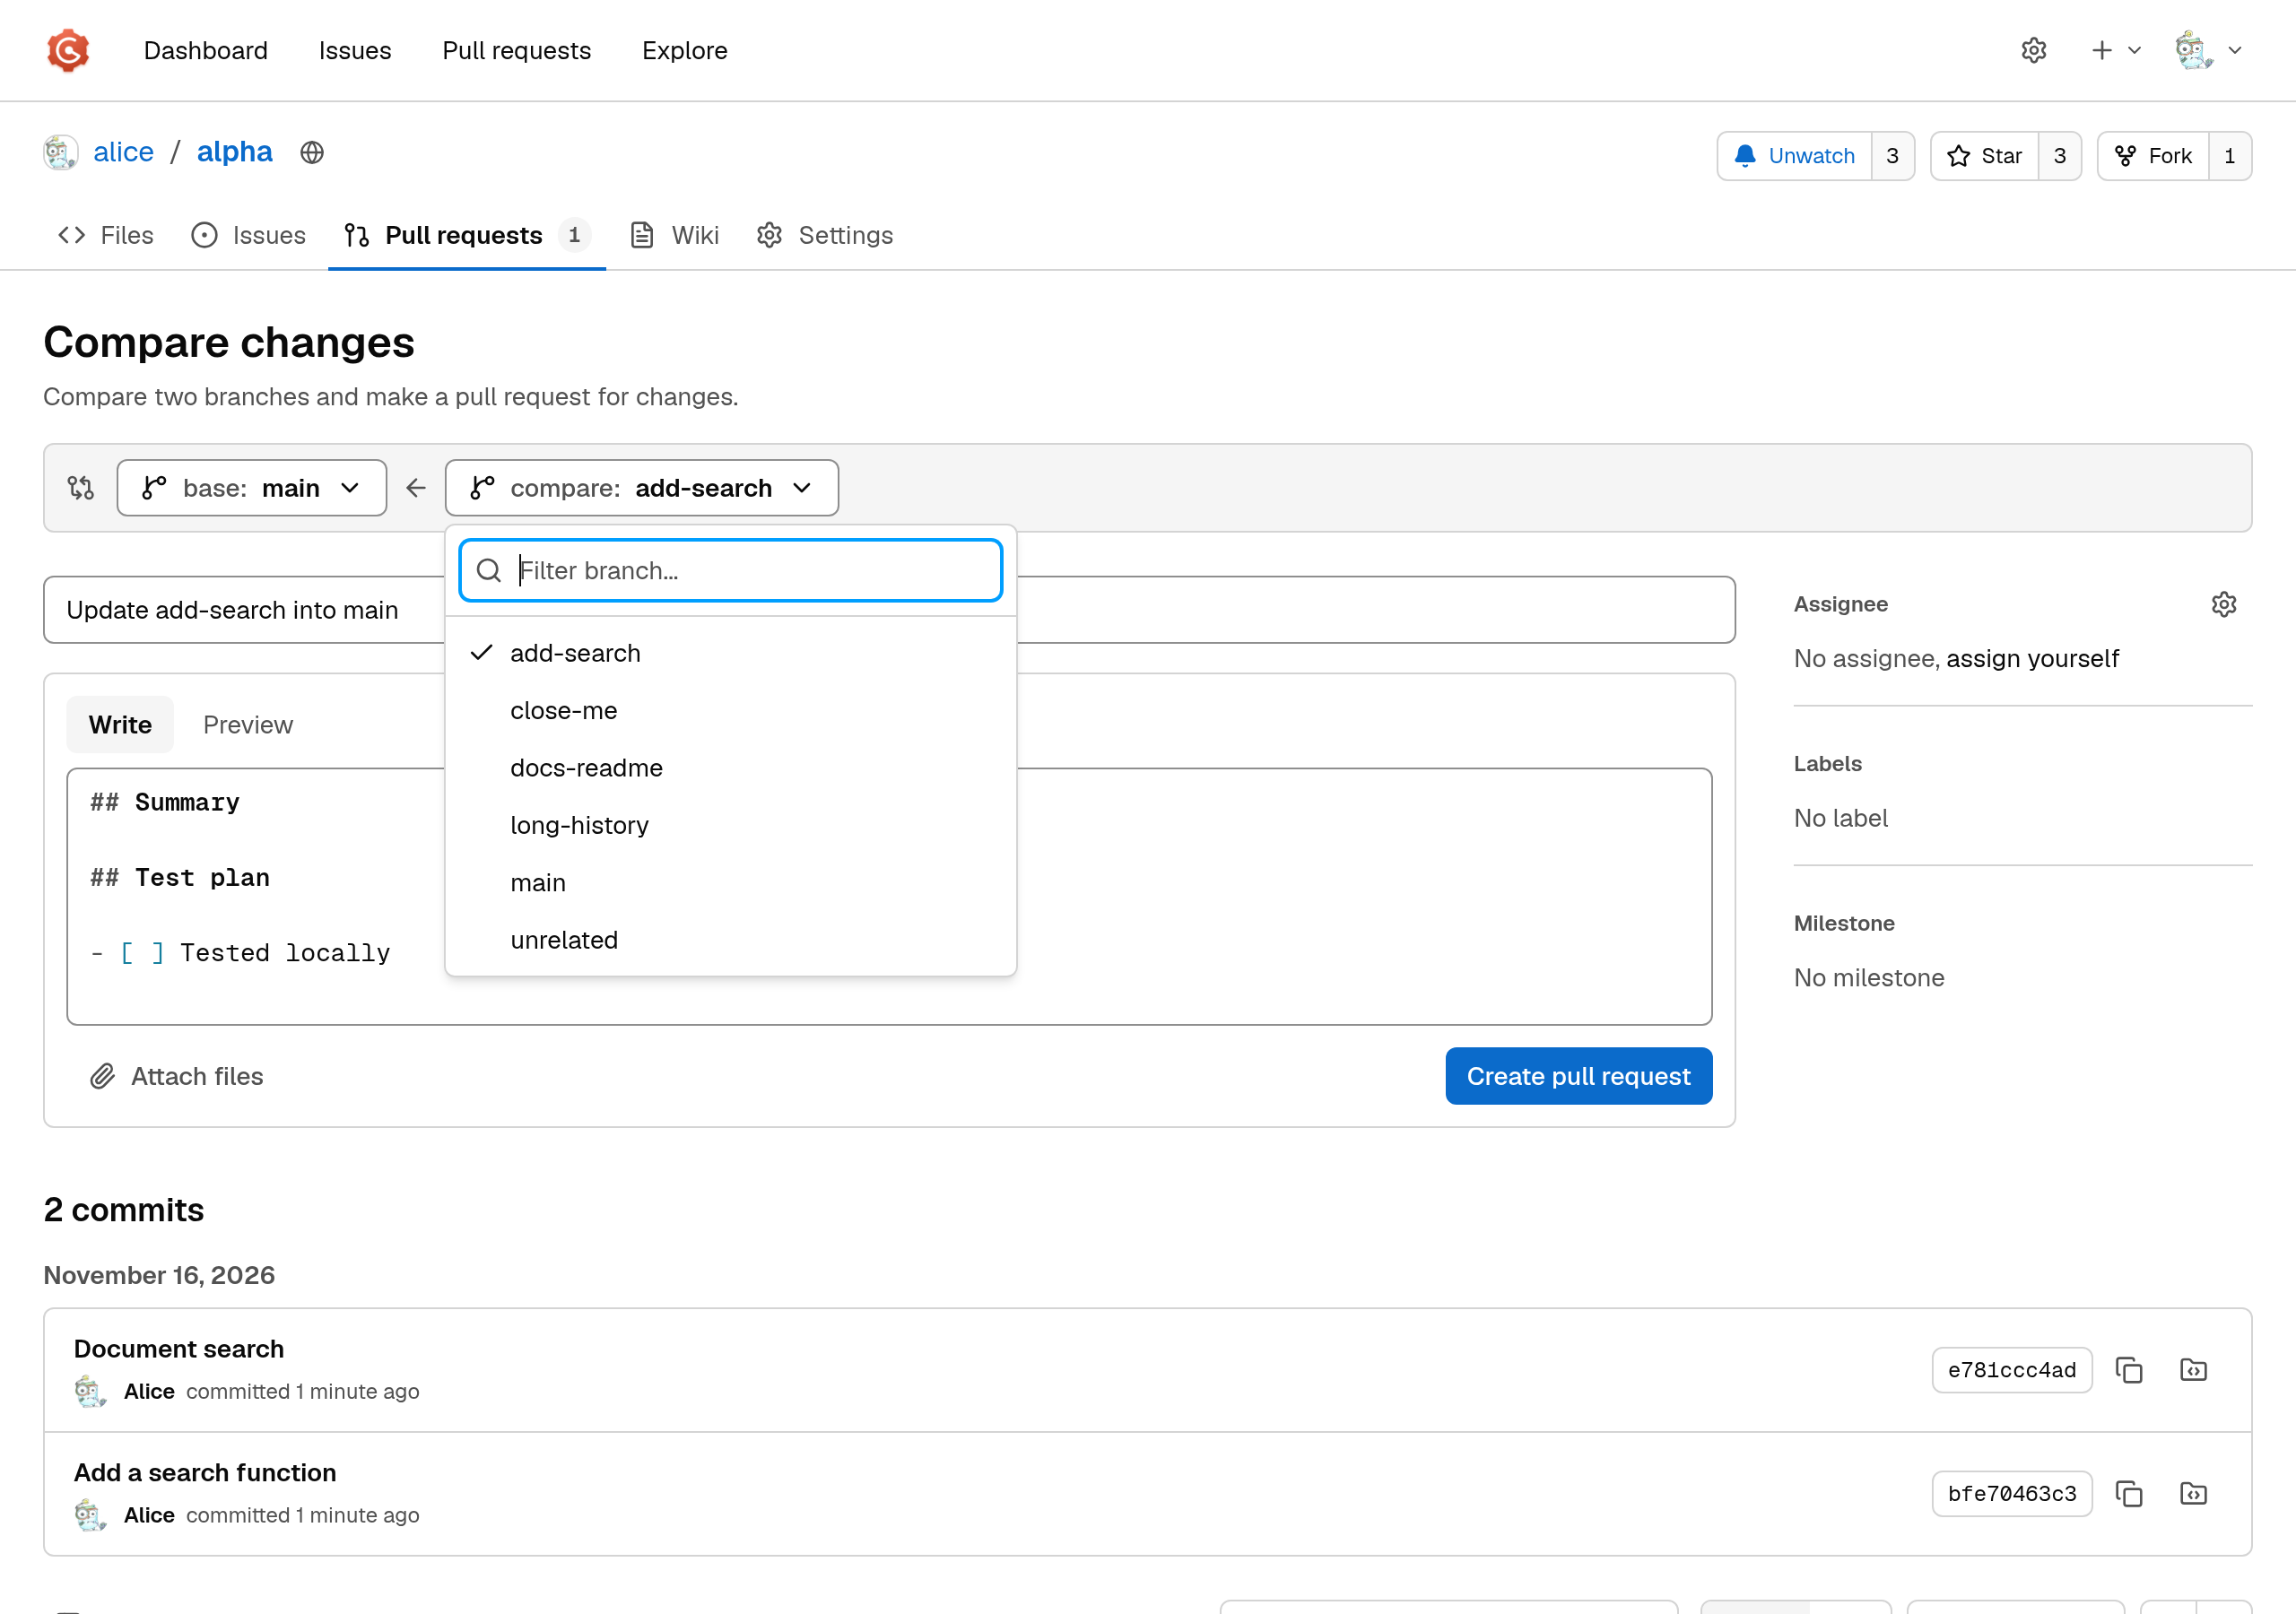 Dashboard Issues Pull requests Explore
alice / alpha
Unwatch 3 Star 3 Fork 1
Files Issues Pull requests 1 Wiki Settings
Compare changes
Compare two branches and make a pull request for changes.
base: main compare: add-search
Filter branch...
Update add-search into main
add-search
close-me
docs-readme
long-history
main
unrelated
Write Preview
## Summary
## Test plan
- [ ] Tested locally
Attach files
Create pull request
Assignee
No assignee, assign yourself
Labels
No label
Milestone
No milestone
2 commits
November 16, 2026
Document search
Alice committed 1 minute ago
e781ccc4ad
Add a search function
Alice committed 1 minute ago
bfe70463c3